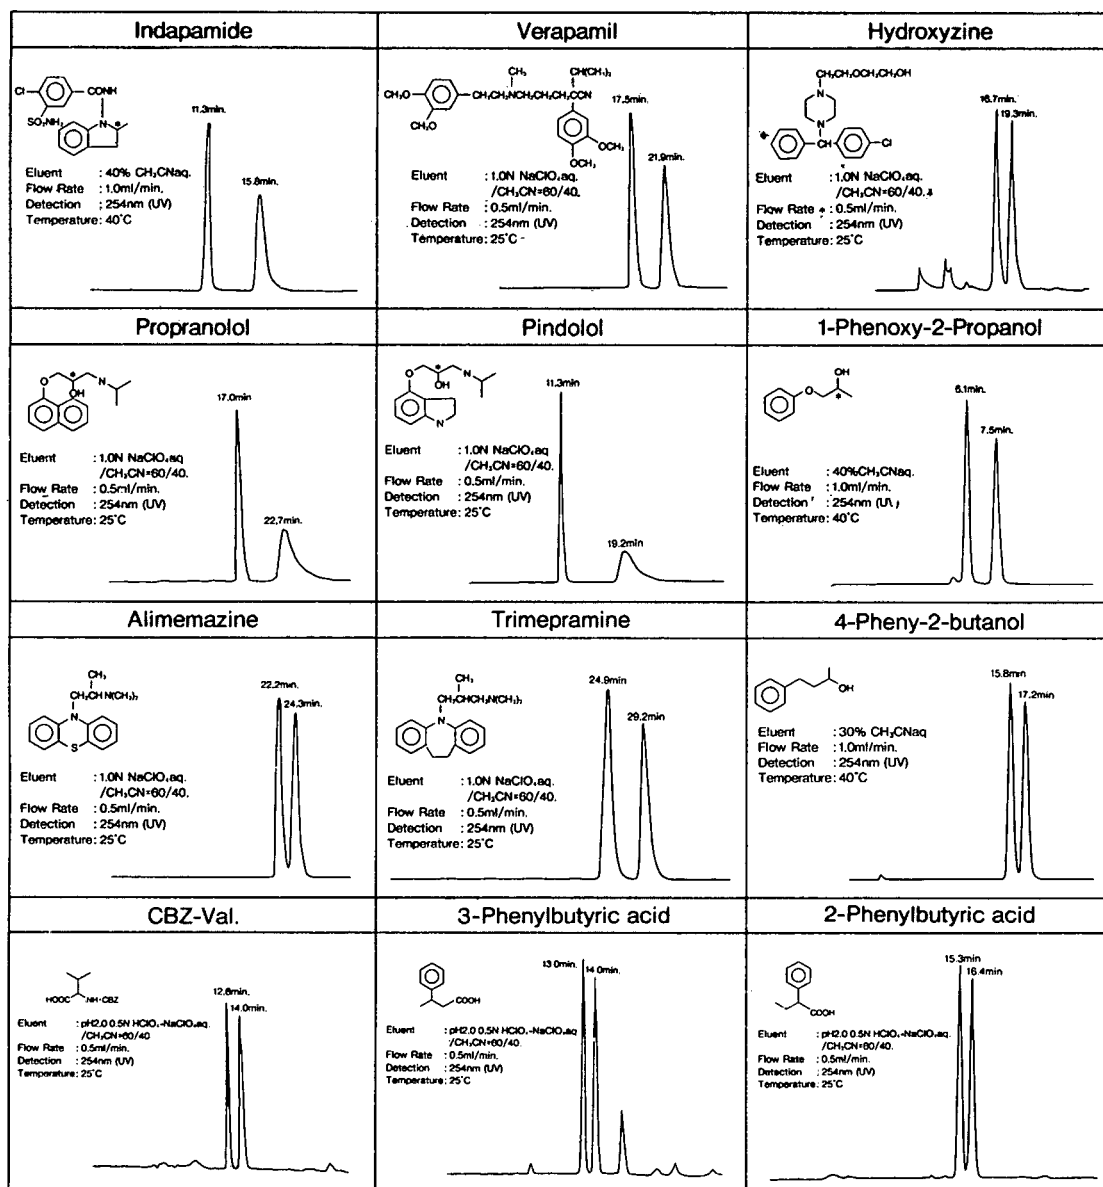 Indapamide
Cl
CONH
SO₂NH₂
N
*
11.3min.
15.8min.
Eluent : 40% CH₃CNaq.
Flow Rate : 1.0ml/min.
Detection : 254nm (UV)
Temperature: 40°C
Verapamil
CH₃
CH(CH₃)₂
CH₃O
CH₃O
CH₂CH₂NCH₂CH₂CH₂CCN
OCH₃
OCH₃
17.5min.
21.9min.
Eluent : 1.0N NaClO₄aq.
/CH₃CN=60/40.
Flow Rate : 0.5ml/min.
Detection : 254nm (UV)
Temperature: 25°C
Hydroxyzine
CH₂CH₂OCH₂CH₂OH
N
N
CH
Cl
*
16.7min.
19.3min.
Eluent : 1.0N NaClO₄aq.
/CH₃CN=60/40.
Flow Rate : 0.5ml/min.
Detection : 254nm (UV)
Temperature: 25°C
Propranolol
O
*
OH
N
17.0min
22.7min.
Eluent : 1.0N NaClO₄aq
/CH₃CN=60/40.
Flow Rate : 0.5ml/min.
Detection : 254nm (UV)
Temperature: 25°C
Pindolol
O
*
OH
N
N
11.3min.
19.2min
Eluent : 1.0N NaClO₄aq.
/CH₃CN=60/40.
Flow Rate : 0.5ml/min.
Detection : 254nm (UV)
Temperature: 25°C
1-Phenoxy-2-Propanol
OH
O
*
6.1min.
7.5min.
Eluent : 40%CH₃CNaq.
Flow Rate : 1.0ml/min.
Detection : 254nm
Temperature: 40°C
Alimemazine
CH₃
CH₂CHN(CH₃)₂
N
S
22.2min.
24.3min.
Eluent : 1.0N NaClO₄aq.
/CH₃CN=60/40.
Flow Rate : 0.5ml/min.
Detection : 254nm (UV)
Temperature: 25°C
Trimepramine
CH₃
CH₂CHCH₂N(CH₃)₂
N
24.9min
29.2min
Eluent : 1.0N NaClO₄aq.
/CH₃CN=60/40.
Flow Rate : 0.5ml/min.
Detection : 254nm (UV)
Temperature: 25°C
4-Pheny-2-butanol
OH
15.8min
17.2min.
Eluent : 30% CH₃CNaq
Flow Rate : 1.0ml/min.
Detection : 254nm (UV)
Temperature: 40°C
CBZ-Val.
HOOC
NH-CBZ
12.6min.
14.0min.
Eluent : pH2.0 0.5N HClO₄-NaClO₄aq.
/CH₃CN=60/40
Flow Rate : 0.5ml/min.
Detection : 254nm (UV)
Temperature: 25°C
3-Phenylbutyric acid
COOH
13.0min.
14.0min.
Eluent : pH2.0 0.5N HClO₄-NaClO₄aq
/CH₃CN=60/40.
Flow Rate : 0.5ml/min.
Detection : 254nm (UV)
Temperature: 25°C
2-Phenylbutyric acid
COOH
15.3min
16.4min.
Eluent : pH2.0 0.5N HClO₄-NaClO₄aq.
/CH₃CN=60/40.
Flow Rate : 0.5ml/min.
Detection : 254nm (UV)
Temperature: 25°C